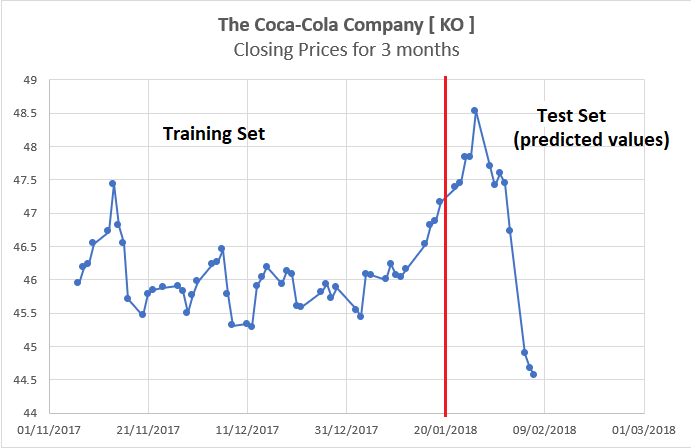 The Coca-Cola Company [ KO ]
Closing Prices for 3 months
49
48.5
48
47.5
47
46.5
46
45.5
45
44.5
44
Training Set
Test Set
(predicted values)
01/11/2017 21/11/2017 11/12/2017 31/12/2017 20/01/2018 09/02/2018 01/03/2018